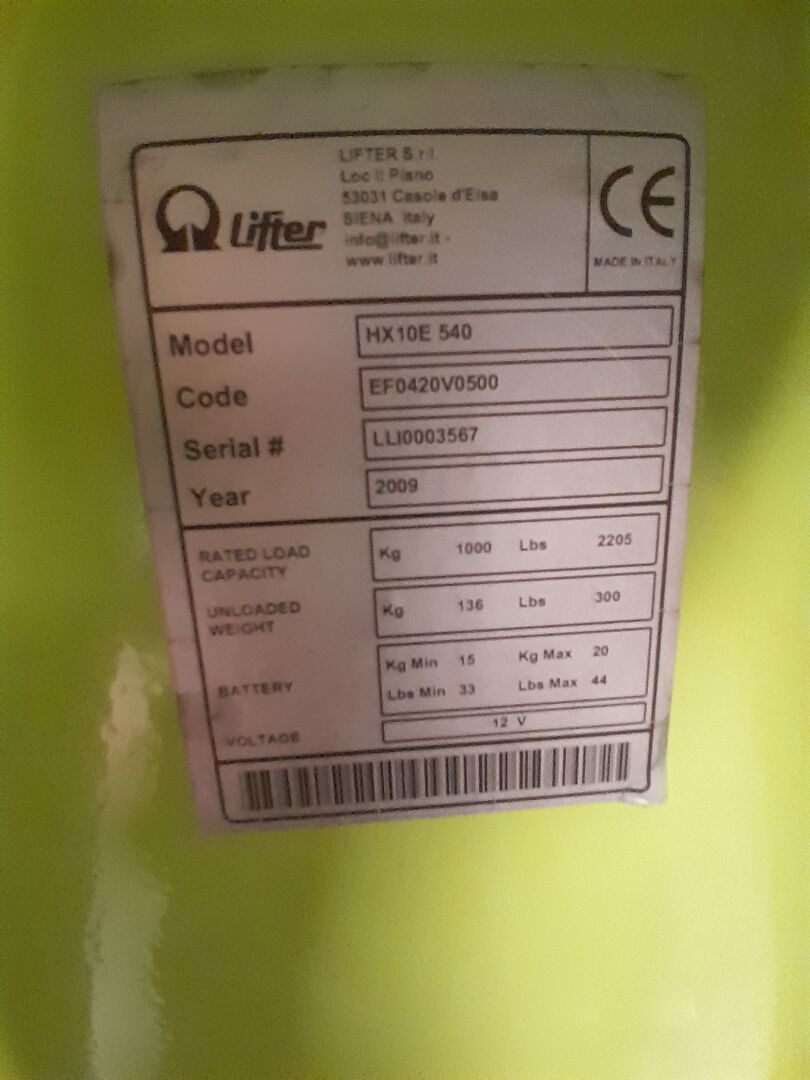 Lifter
LIFTER S.r.l.
Loc Il Piano
53031 Casole d'Elsa
SIENA Italy
info@lifter.it -
www.lifter.it
CE
MADE IN ITALY
Model HX10E 540
Code EF0420V0500
Serial # LLI0003567
Year 2009
RATED LOAD CAPACITY Kg 1000 Lbs 2205
UNLOADED WEIGHT Kg 136 Lbs 300
BATTERY Kg Min 15 Kg Max 20
Lbs Min 33 Lbs Max 44
VOLTAGE 12 V